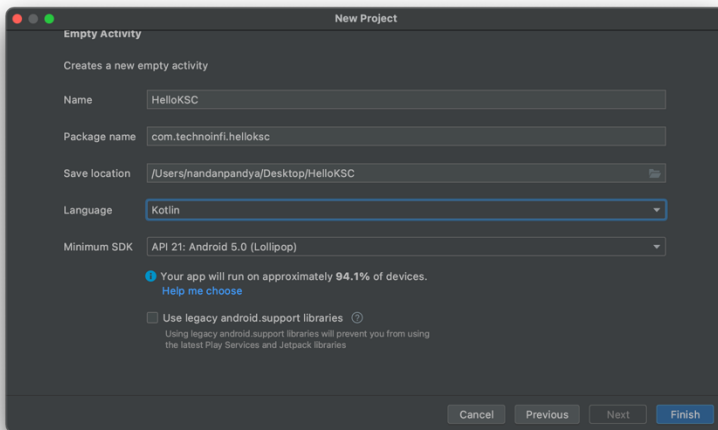 New Project
Empty Activity
Creates a new empty activity
Name HelloKSC
Package name com.technoinfi.helloksc
Save location /Users/nandanpandya/Desktop/HelloKSC
Language Kotlin
Minimum SDK API 21: Android 5.0 (Lollipop)
i Your app will run on approximately 94.1% of devices.
Help me choose
Use legacy android.support libraries ?
Using legacy android.support libraries will prevent you from using
the latest Play Services and Jetpack libraries
Cancel Previous Next Finish